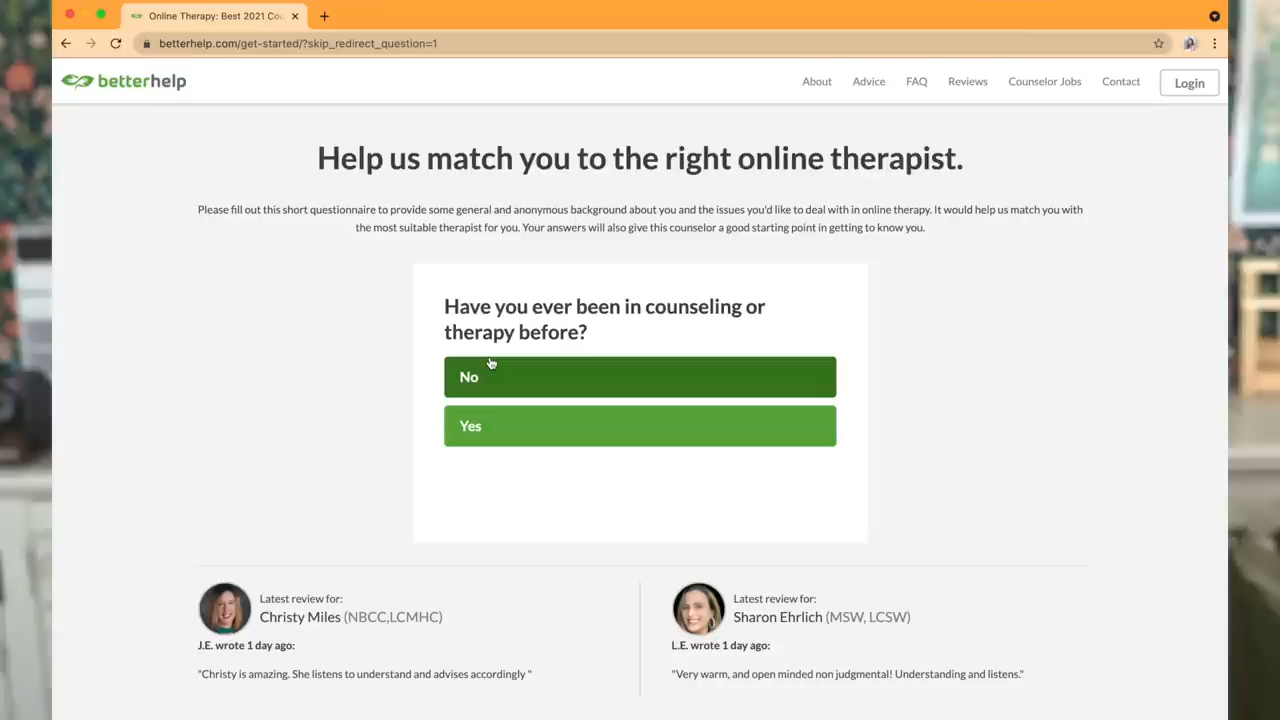 Online Therapy: Best 2021 Cou
betterhelp.com/get-started/?skip_redirect_question=1
betterhelp
About
Advice
FAQ
Reviews
Counselor Jobs
Contact
Login
Help us match you to the right online therapist.
Please fill out this short questionnaire to provide some general and anonymous background about you and the issues you'd like to deal with in online therapy. It would help us match you with
the most suitable therapist for you. Your answers will also give this counselor a good starting point in getting to know you.
Have you ever been in counseling or
therapy before?
No
Yes
Latest review for:
Christy Miles (NBCC,LCMHC)
J.E. wrote 1 day ago:
"Christy is amazing. She listens to understand and advises accordingly "
Latest review for:
Sharon Ehrlich (MSW, LCSW)
L.E. wrote 1 day ago:
"Very warm, and open minded non judgmental! Understanding and listens."